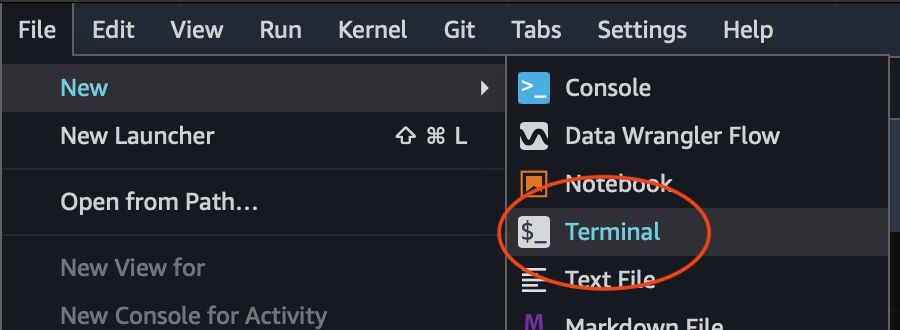 File Edit View Run Kernel Git Tabs Settings Help
New
New Launcher ⇧ ⌘ L
Open from Path...
New View for
New Console for Activity
>_ Console
Data Wrangler Flow
Notebook
$_ Terminal
Text File
M Markdown File